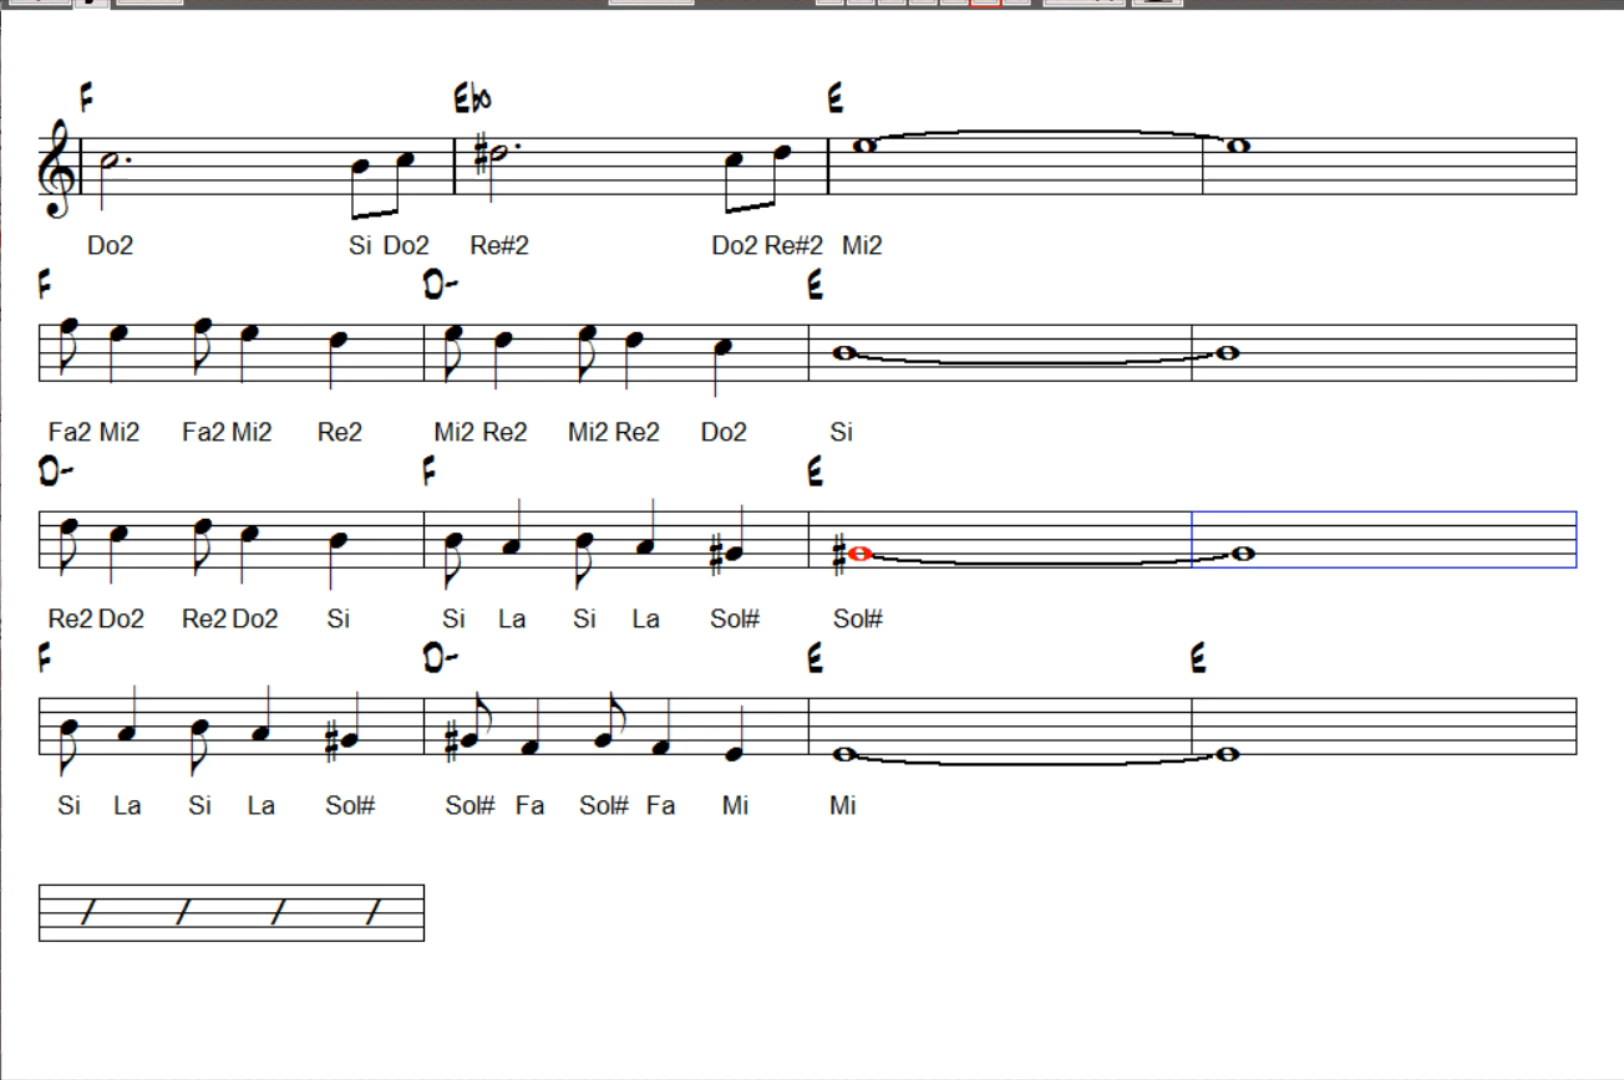 F Ebo E
Do2 Si Do2 Re#2 Do2 Re#2 Mi2
F D- E
Fa2 Mi2 Fa2 Mi2 Re2 Mi2 Re2 Mi2 Re2 Do2 Si
D- F E
Re2 Do2 Re2 Do2 Si Si La Si La Sol# Sol#
F D- E E
Si La Si La Sol# Sol# Fa Sol# Fa Mi Mi